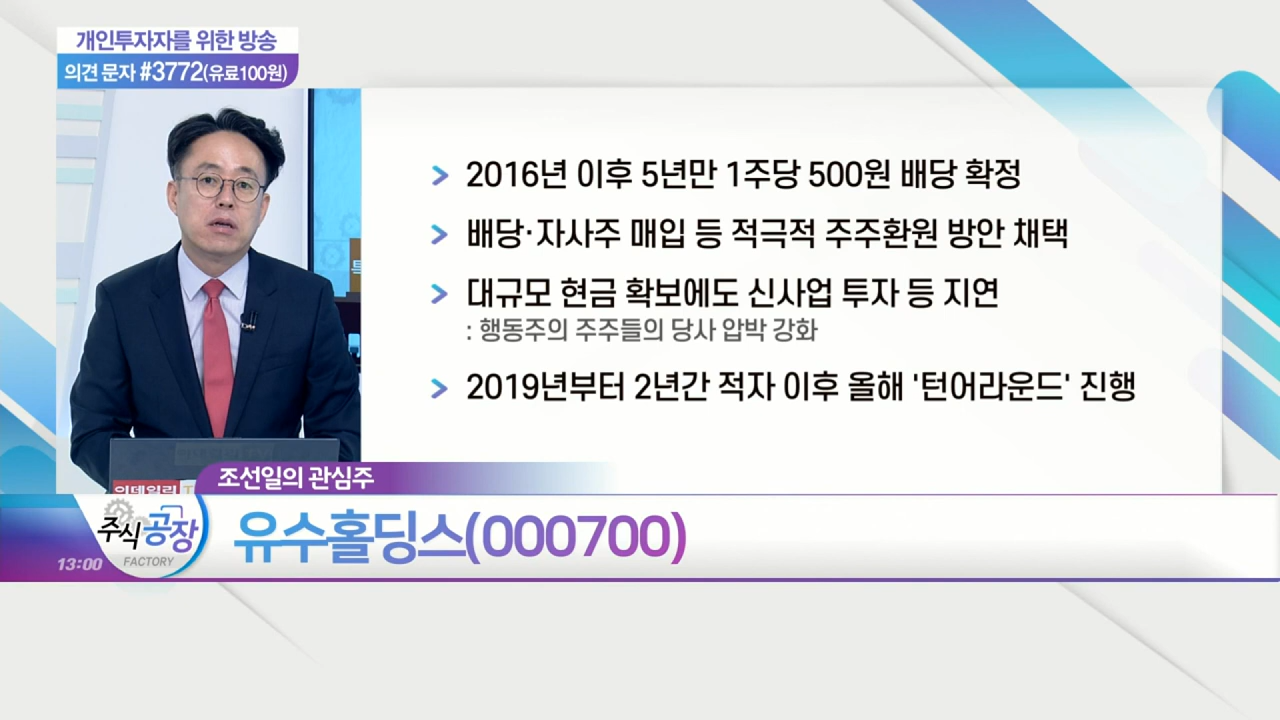 개인투자자를 위한 방송
의견 문자 #3772(유료100원)
2016년 이후 5년만 1주당 500원 배당 확정
배당·자사주 매입 등 적극적 주주환원 방안 채택
대규모 현금 확보에도 신사업 투자 등 지연
: 행동주의 주주들의 당사 압박 강화
2019년부터 2년간 적자 이후 올해 '턴어라운드' 진행
조선일의 관심주
주식공장
FACTORY
13:00
유수홀딩스(000700)